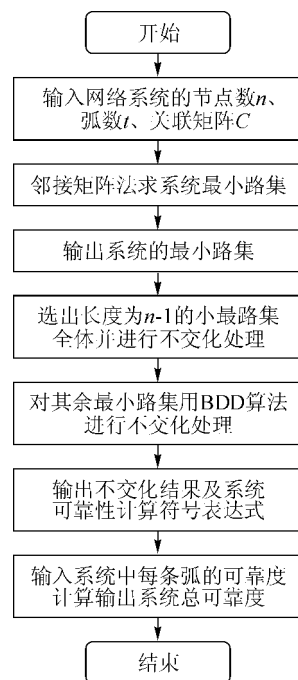 开始
输入网络系统的节点数n、
弧数t、关联矩阵C
邻接矩阵法求系统最小路集
输出系统的最小路集
选出长度为n-1的小最路集
全体并进行不交化处理
对其余最小路集用BDD算法
进行不交化处理
输出不交化结果及系统
可靠性计算符号表达式
输入系统中每条弧的可靠度
计算输出系统总可靠度
结束